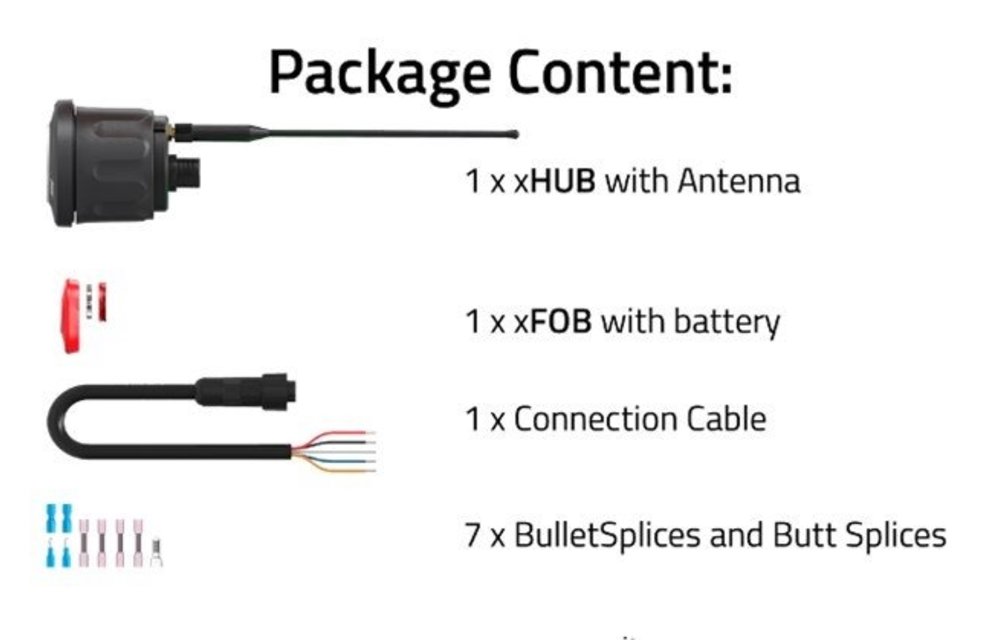 Package Content:
1 x xHUB with Antenna
1 x xFOB with battery
1 x Connection Cable
7 x BulletSplices and Butt Splices